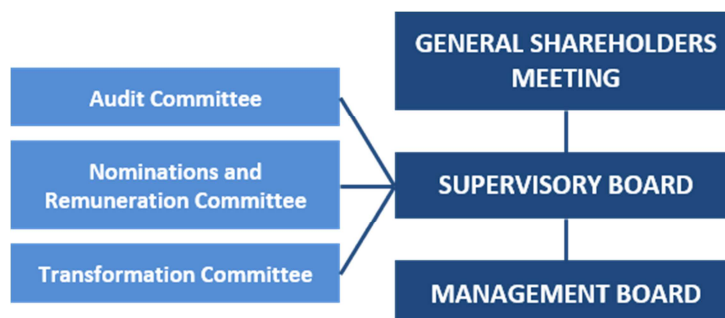 GENERAL SHAREHOLDERS
MEETING
Audit Committee
Nominations and
Remuneration Committee
SUPERVISORY BOARD
Transformation Committee
MANAGEMENT BOARD